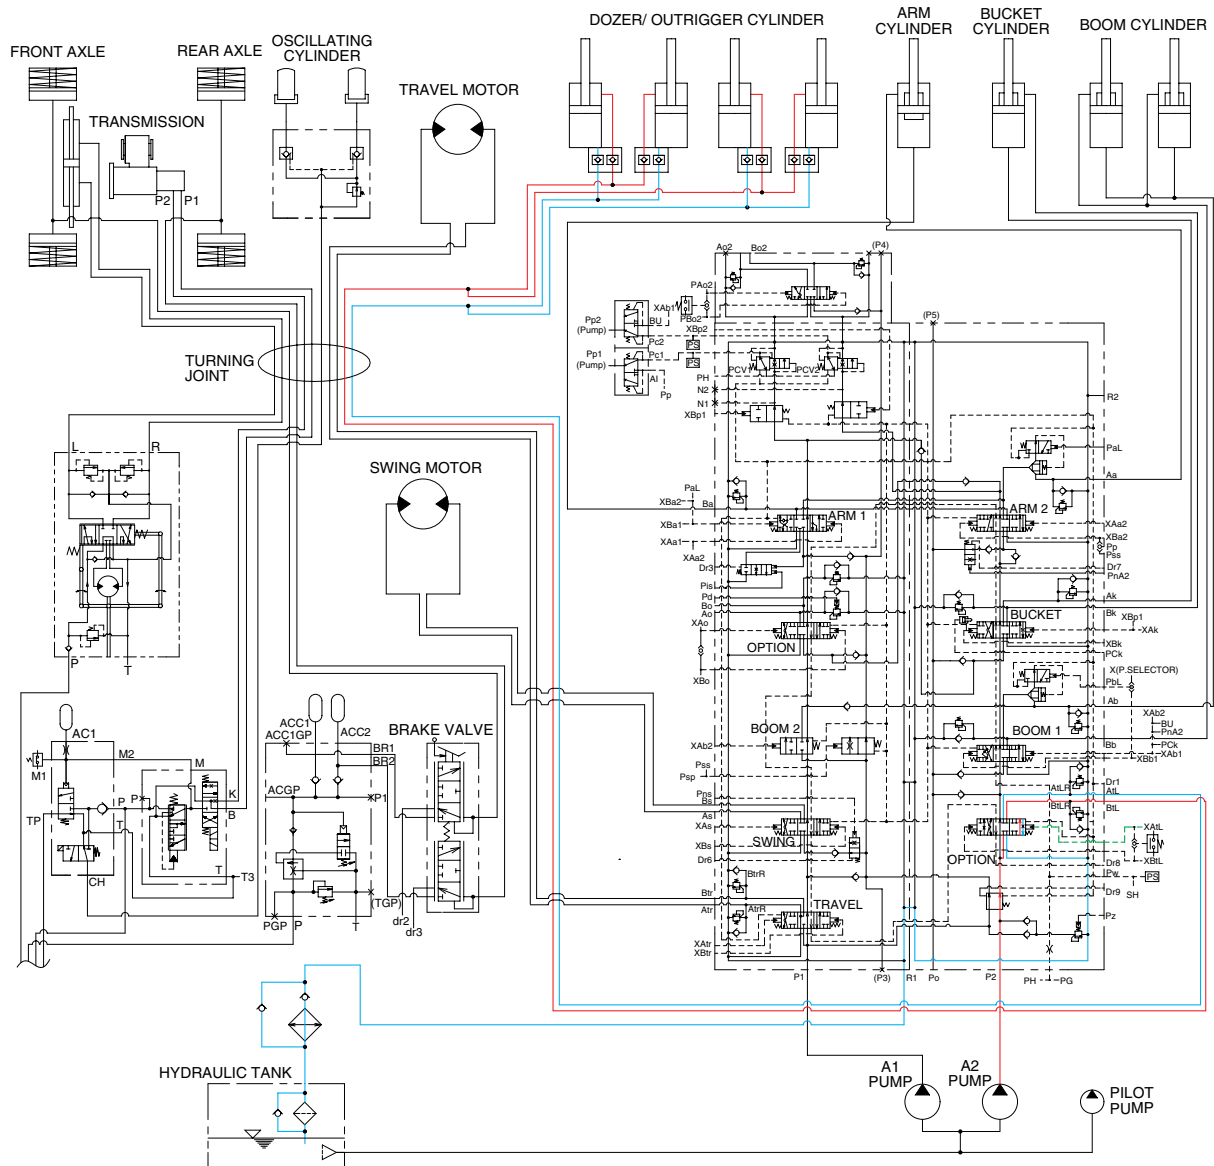 DOZER/ OUTRIGGER CYLINDER
ARM
CYLINDER
BUCKET
CYLINDER
BOOM CYLINDER
FRONT AXLE
REAR AXLE
OSCILLATING
CYLINDER
TRAVEL MOTOR
TRANSMISSION
P2
P1
TURNING
JOINT
SWING MOTOR
L
R
P
T
Ao2
Bo2
(P4)
PAo2
PBo2
XAb1
BU
Pp2
(Pump)
XBp2
Pc2
PS
Pp1
(Pump)
Pc1
PS
AI
Pp
PH
N2
N1
XBp1
PCV1
PCV2
(P5)
R2
PaL
Aa
PaL
XBa2
Ba
XBa1
XAa1
XAa2
ARM 1
ARM 2
XAa2
XBa2
Pp
Pss
Dr7
PnA2
Dr3
Pis
Pd
Bo
Ao
XAo
XBo
OPTION
Ak
Bk
XBp1
BUCKET
XAk
XBk
PCk
X(P.SELECTOR)
PbL
Ab
BOOM 2
XAb2
Pss
Psp
XAb2
BU
PnA2
PCk
XAb1
BOOM 1
Bb
XBb1
Pns
Bs
As
XAs
XBs
Dr6
SWING
AtLR
Dr1
AtL
BtLR
BtL
OPTION
XAtL
XBtL
Dr8
Pw
PS
SH
Dr9
Pz
BtrR
Btr
AtrR
Atr
TRAVEL
XAtr
XBtr
P1
(P3)
R1
Po
P2
PH
PG
AC1
M1
M2
M
P
P
K
B
TP
T
T
T3
CH
ACC1
ACC1GP
ACC2
BR1
BR2
ACGP
P1
(TGP)
PGP
P
T
BRAKE VALVE
dr2
dr3
HYDRAULIC TANK
A1
PUMP
A2
PUMP
PILOT
PUMP